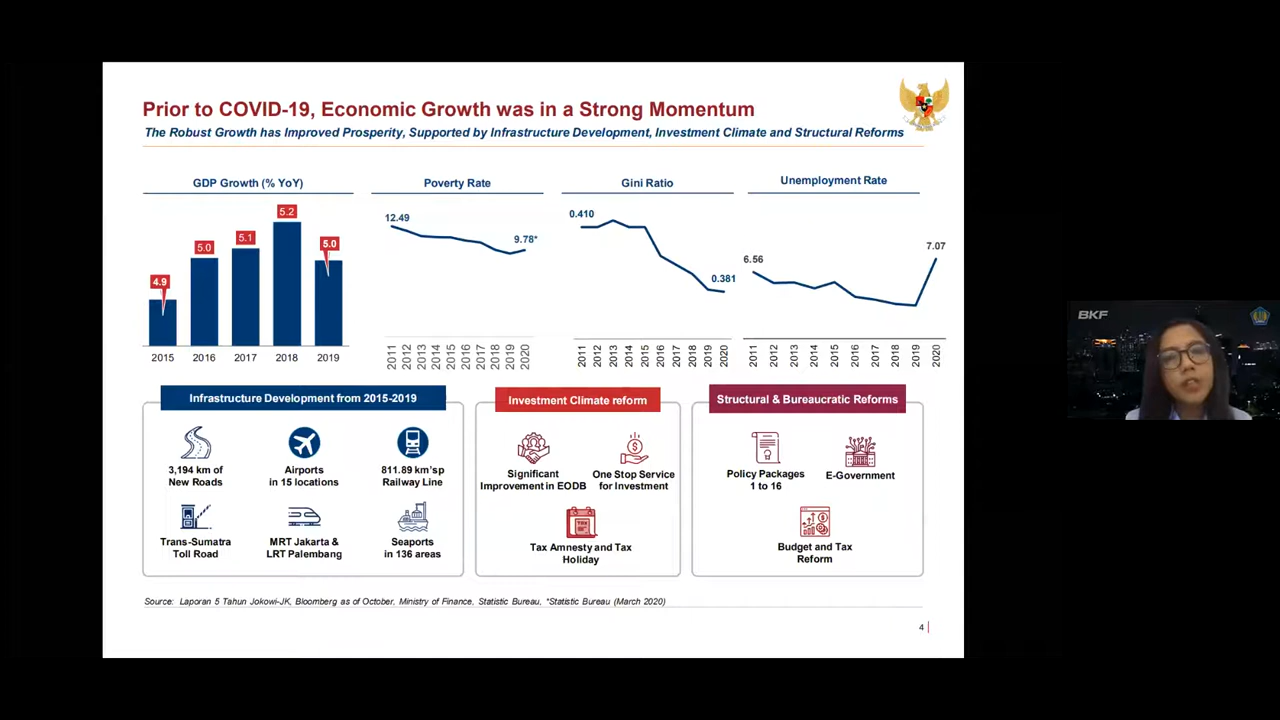 Prior to COVID-19, Economic Growth was in a Strong Momentum
The Robust Growth has Improved Prosperity, Supported by Infrastructure Development, Investment Climate and Structural Reforms
GDP Growth (% YoY)
4.9
5.0
5.1
5.2
5.0
2015
2016
2017
2018
2019
Poverty Rate
12.49
9.78*
2011
2012
2013
2014
2015
2016
2017
2018
2019
2020
Gini Ratio
0.410
0.381
2011
2012
2013
2014
2015
2016
2017
2018
2019
2020
Unemployment Rate
6.56
7.07
2011
2012
2013
2014
2015
2016
2017
2018
2019
2020
BKF
Infrastructure Development from 2015-2019
3,194 km of
New Roads
Airports
in 15 locations
811.89 km'sp
Railway Line
Trans-Sumatra
Toll Road
MRT Jakarta &
LRT Palembang
Seaports
in 136 areas
Investment Climate reform
Significant
Improvement in EODB
One Stop Service
for Investment
Tax Amnesty and Tax
Holiday
Structural & Bureaucratic Reforms
Policy Packages
1 to 16
E-Government
Budget and Tax
Reform
Source: Laporan 5 Tahun Jokowi-JK, Bloomberg as of October, Ministry of Finance, Statistic Bureau, *Statistic Bureau (March 2020)
4